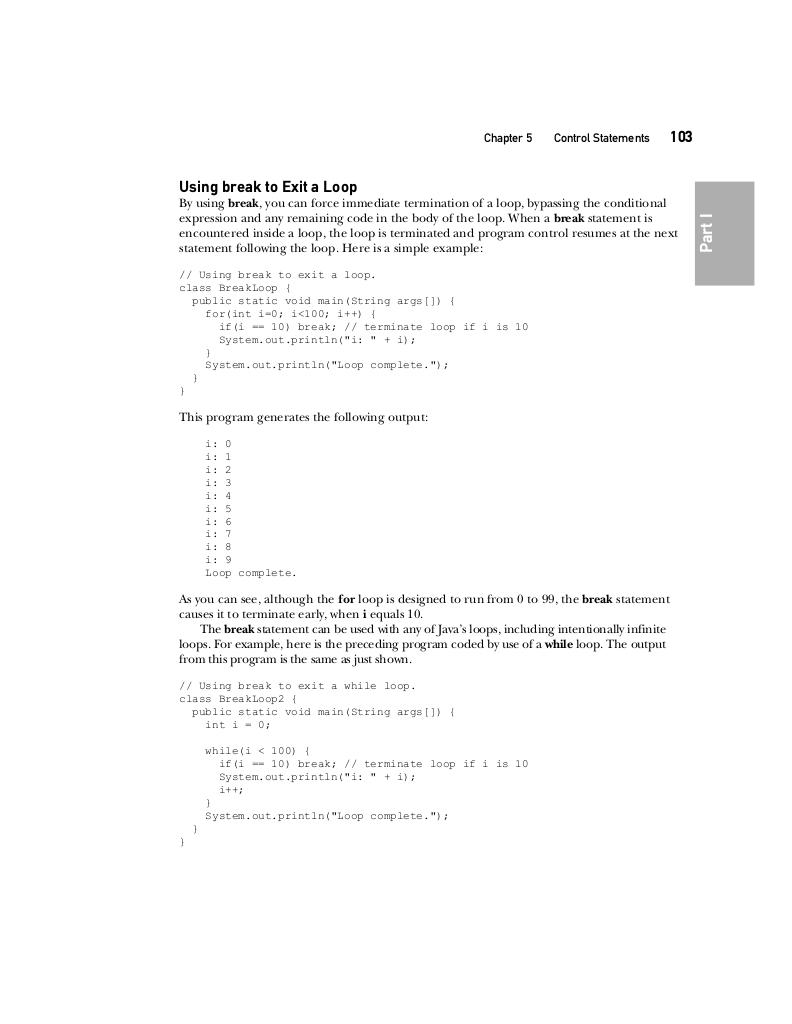 Chapter 5 Control Statements 103
Part I
Using break to Exit a Loop
By using break, you can force immediate termination of a loop, bypassing the conditional
expression and any remaining code in the body of the loop. When a break statement is
encountered inside a loop, the loop is terminated and program control resumes at the next
statement following the loop. Here is a simple example:
// Using break to exit a loop.
class BreakLoop {
  public static void main(String args[]) {
    for(int i=0; i<100; i++) {
      if(i == 10) break; // terminate loop if i is 10
      System.out.println("i: " + i);
    }
    System.out.println("Loop complete.");
  }
}
This program generates the following output:
i: 0
i: 1
i: 2
i: 3
i: 4
i: 5
i: 6
i: 7
i: 8
i: 9
Loop complete.
As you can see, although the for loop is designed to run from 0 to 99, the break statement
causes it to terminate early, when i equals 10.
The break statement can be used with any of Java's loops, including intentionally infinite
loops. For example, here is the preceding program coded by use of a while loop. The output
from this program is the same as just shown.
// Using break to exit a while loop.
class BreakLoop2 {
  public static void main(String args[]) {
    int i = 0;
    while(i < 100) {
      if(i == 10) break; // terminate loop if i is 10
      System.out.println("i: " + i);
      i++;
    }
    System.out.println("Loop complete.");
  }
}